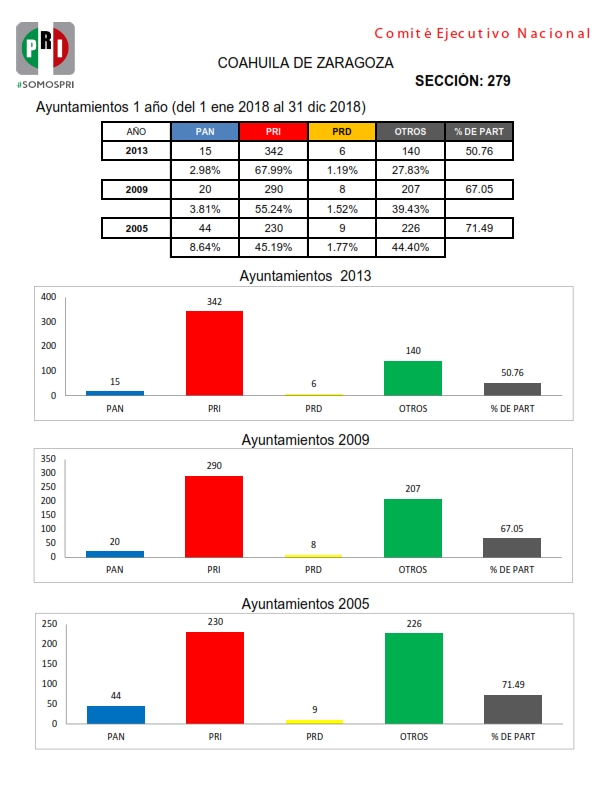 Comité Ejecutivo Nacional
PRI
#SOMOSPRI
COAHUILA DE ZARAGOZA
SECCIÓN: 279
Ayuntamientos 1 año (del 1 ene 2018 al 31 dic 2018)
AÑO PAN PRI PRD OTROS % DE PART
2013 15 342 6 140 50.76
2.98% 67.99% 1.19% 27.83%
2009 20 290 8 207 67.05
3.81% 55.24% 1.52% 39.43%
2005 44 230 9 226 71.49
8.64% 45.19% 1.77% 44.40%
Ayuntamientos 2013
400
300
200
100
0
15 342 6 140 50.76
PAN PRI PRD OTROS % DE PART
Ayuntamientos 2009
350
300
250
200
150
100
50
0
20 290 8 207 67.05
PAN PRI PRD OTROS % DE PART
Ayuntamientos 2005
250
200
150
100
50
0
44 230 9 226 71.49
PAN PRI PRD OTROS % DE PART